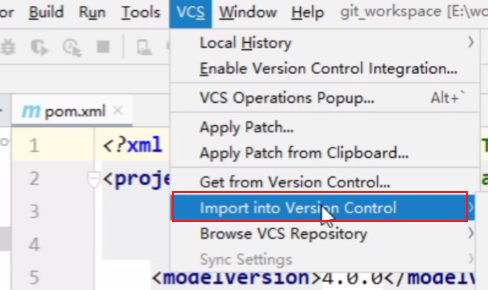 or Build Run Tools VCS Window Help git_workspace [E:\wo
Local History
Enable Version Control Integration...
VCS Operations Popup... Alt+`
m pom.xml
Apply Patch...
1 <?xml
Apply Patch from Clipboard...
2 <proje
Get from Version Control...
3
Import into Version Control
4
Browse VCS Repository
Sync Settings
5 <modelVersion>4.0.0</model